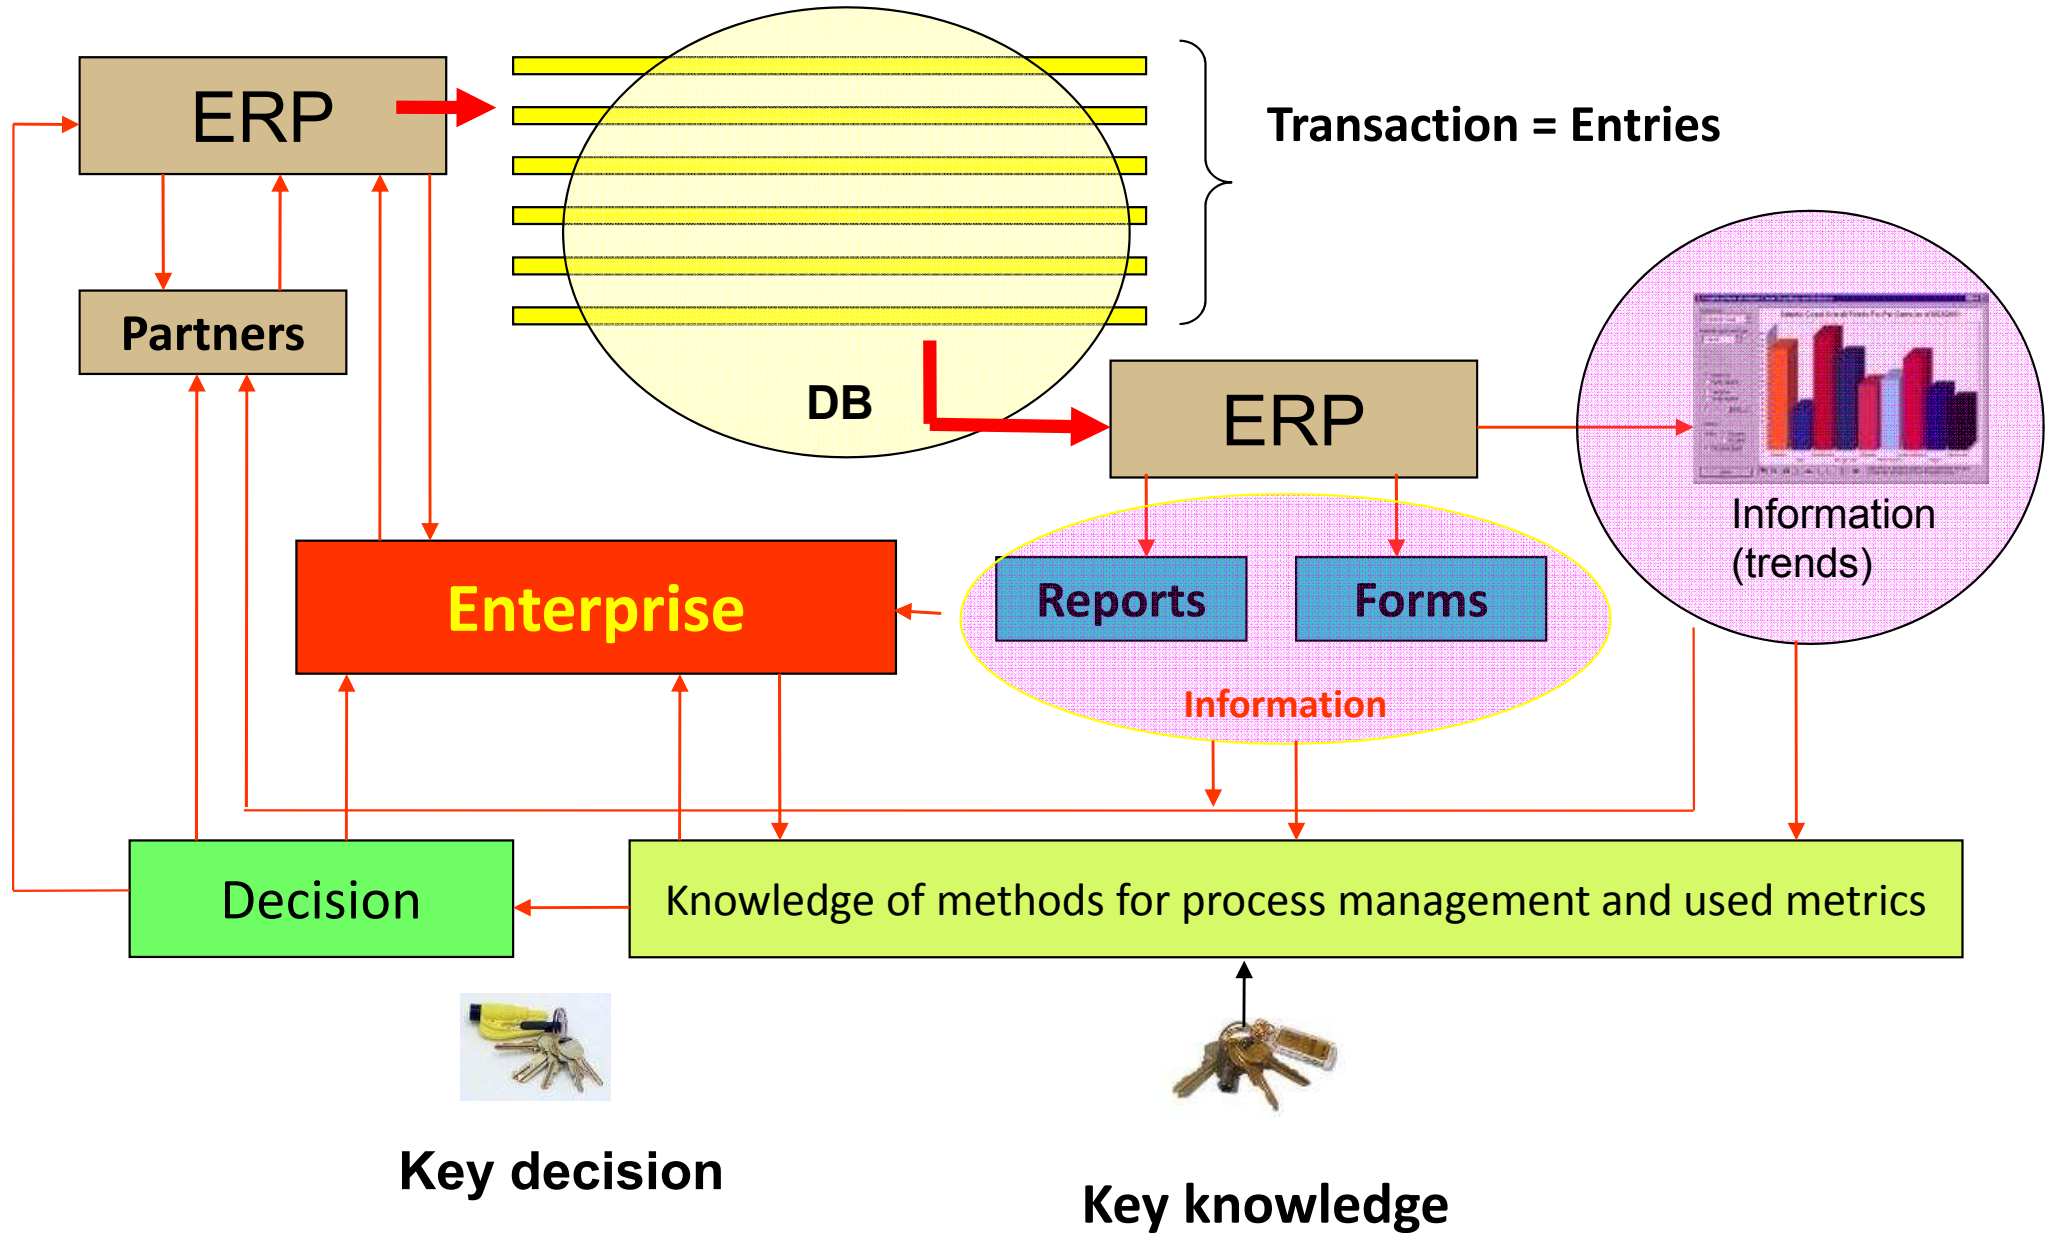 ERP
Transaction = Entries
Partners
DB
ERP
Information
(trends)
Enterprise
Reports
Forms
Information
Decision
Knowledge of methods for process management and used metrics
Key decision
Key knowledge